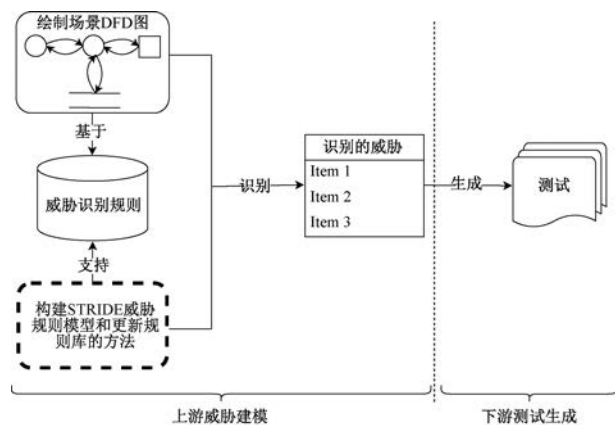 绘制场景DFD图
基于
威胁识别规则
支持
构建STRIDE威胁
规则模型和更新规
则库的方法
识别
识别的威胁
Item 1
Item 2
Item 3
生成
测试
上游威胁建模
下游测试生成